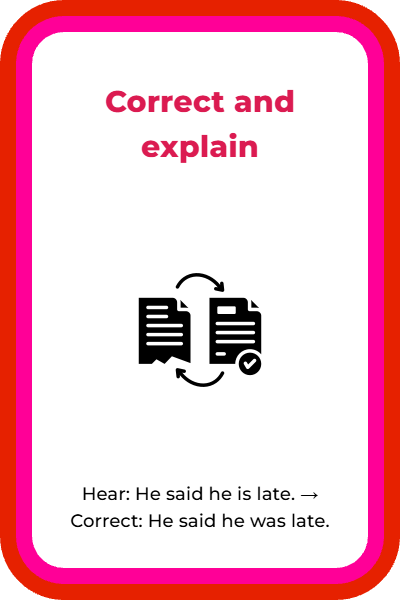 Correct and
explain
Hear: He said he is late. →
Correct: He said he was late.